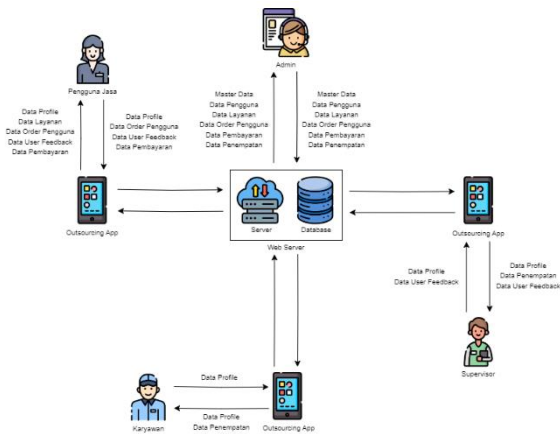 Pengguna Jasa
Admin
Data Profile
Data Layanan
Data Order Pengguna
Data User Feedback
Data Pembayaran
Data Profile
Data Order Pengguna
Data User Feedback
Data Pembayaran
Master Data
Data Pengguna
Data Layanan
Data Order Pengguna
Data Pembayaran
Data Penempatan
Master Data
Data Pengguna
Data Layanan
Data Order Pengguna
Data Pembayaran
Data Penempatan
Outsourcing App
Server
Database
Web Server
Outsourcing App
Data Profile
Data User Feedback
Data Profile
Data Penempatan
Data User Feedback
Supervisor
Data Profile
Karyawan
Data Profile
Data Penempatan
Outsourcing App